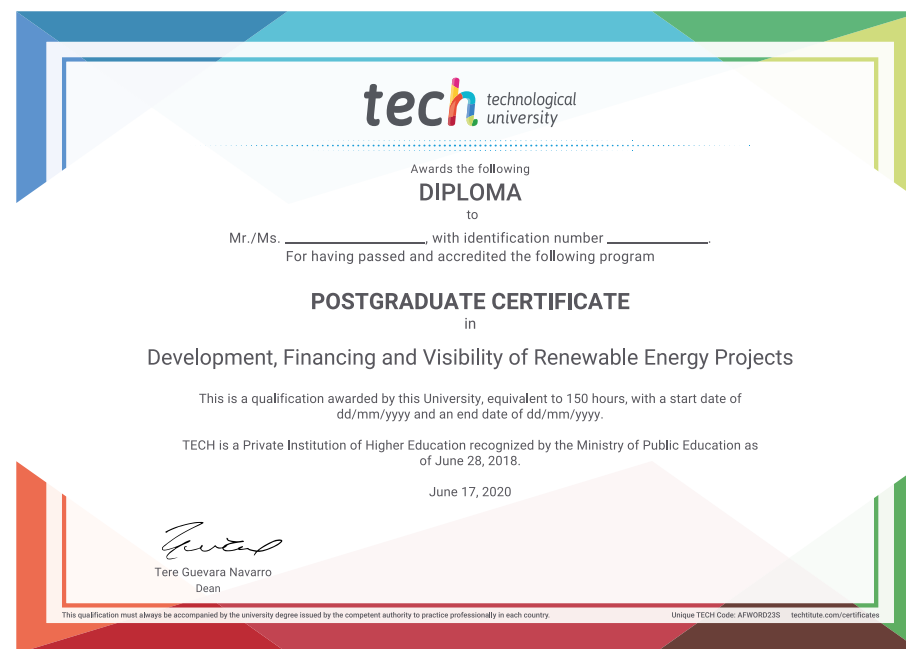 tech technological
university
Awards the following
DIPLOMA
to
Mr./Ms. ____________________, with identification number ______________.
For having passed and accredited the following program
POSTGRADUATE CERTIFICATE
in
Development, Financing and Visibility of Renewable Energy Projects
This is a qualification awarded by this University, equivalent to 150 hours, with a start date of
dd/mm/yyyy and an end date of dd/mm/yyyy.
TECH is a Private Institution of Higher Education recognized by the Ministry of Public Education as
of June 28, 2018.
June 17, 2020
Tere Guevara Navarro
Dean
This qualification must always be accompanied by the university degree issued by the competent authority to practice professionally in each country. Unique TECH Code: AFWORD23S techtitute.com/certificates